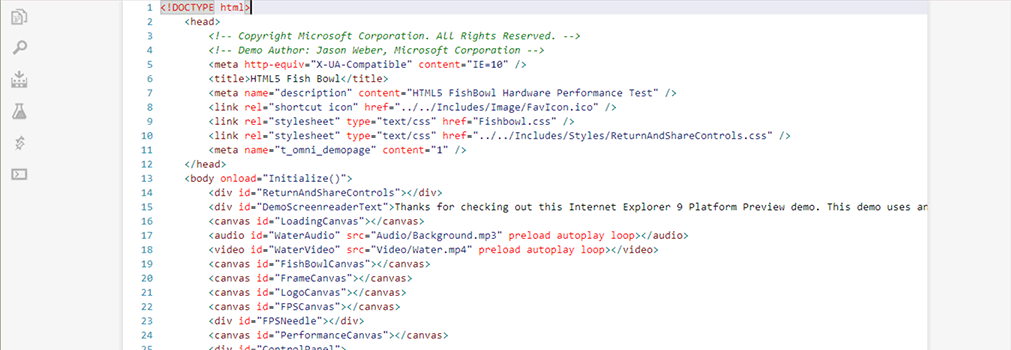 1 <!DOCTYPE html>
2 <head>
3 <!-- Copyright Microsoft Corporation. All Rights Reserved. -->
4 <!-- Demo Author: Jason Weber, Microsoft Corporation -->
5 <meta http-equiv="X-UA-Compatible" content="IE=10" />
6 <title>HTML5 Fish Bowl</title>
7 <meta name="description" content="HTML5 FishBowl Hardware Performance Test" />
8 <link rel="shortcut icon" href="../../Includes/Image/FavIcon.ico" />
9 <link rel="stylesheet" type="text/css" href="Fishbowl.css" />
10 <link rel="stylesheet" type="text/css" href="../../Includes/Styles/ReturnAndShareControls.css" />
11 <meta name="t_omni_demopage" content="1" />
12 </head>
13 <body onload="Initialize()">
14 <div id="ReturnAndShareControls"></div>
15 <div id="DemoScreenreaderText">Thanks for checking out this Internet Explorer 9 Platform Preview demo. This demo uses an
16 <canvas id="LoadingCanvas"></canvas>
17 <audio id="WaterAudio" src="Audio/Background.mp3" preload autoplay loop></audio>
18 <video id="WaterVideo" src="Video/Water.mp4" preload autoplay loop></video>
19 <canvas id="FishBowlCanvas"></canvas>
20 <canvas id="FrameCanvas"></canvas>
21 <canvas id="LogoCanvas"></canvas>
22 <canvas id="FPSCanvas"></canvas>
23 <div id="FPSNeedle"></div>
24 <canvas id="PerformanceCanvas"></canvas>
25 <div id="ControlPanel">